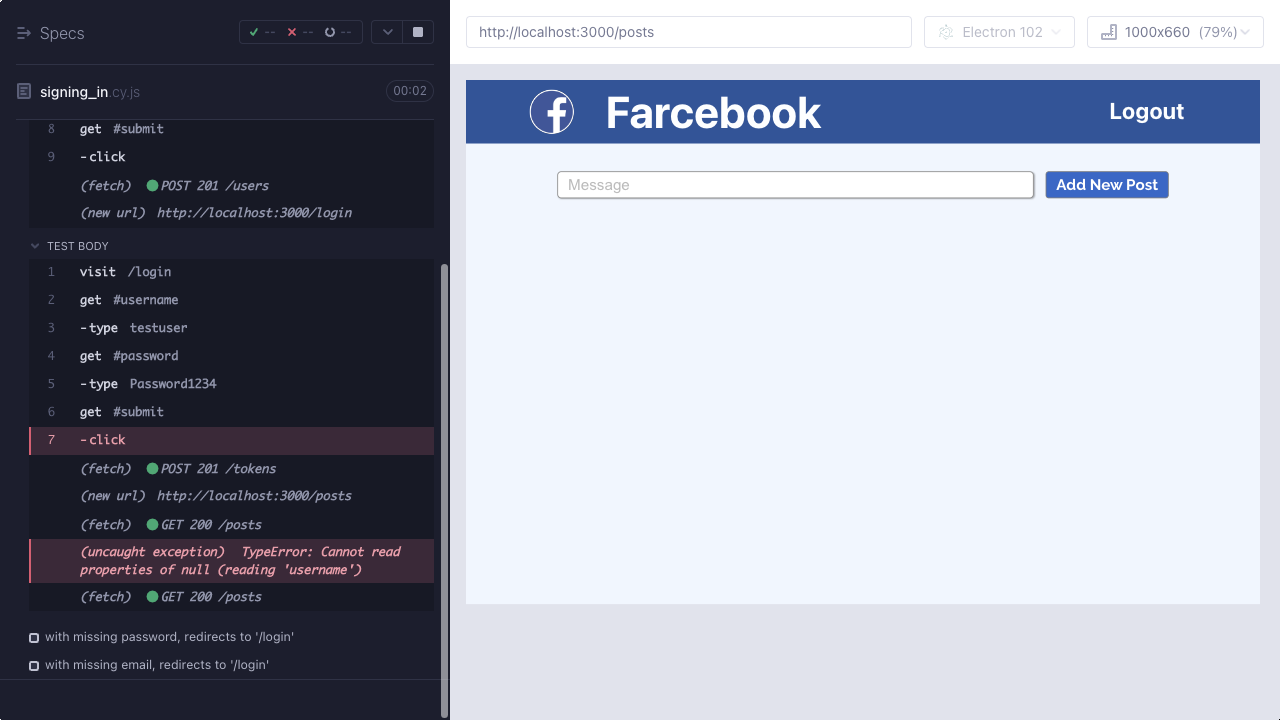 Specs
-- -- --
signing_in.cy.js
00:02
8 get #submit
9 -click
(fetch) POST 201 /users
(new url) http://localhost:3000/login
TEST BODY
1 visit /login
2 get #username
3 -type testuser
4 get #password
5 -type Password1234
6 get #submit
7 -click
(fetch) POST 201 /tokens
(new url) http://localhost:3000/posts
(fetch) GET 200 /posts
(uncaught exception) TypeError: Cannot read
properties of null (reading 'username')
(fetch) GET 200 /posts
with missing password, redirects to '/login'
with missing email, redirects to '/login'
http://localhost:3000/posts
Electron 102
1000x660 (79%)
Farcebook
Logout
Message
Add New Post